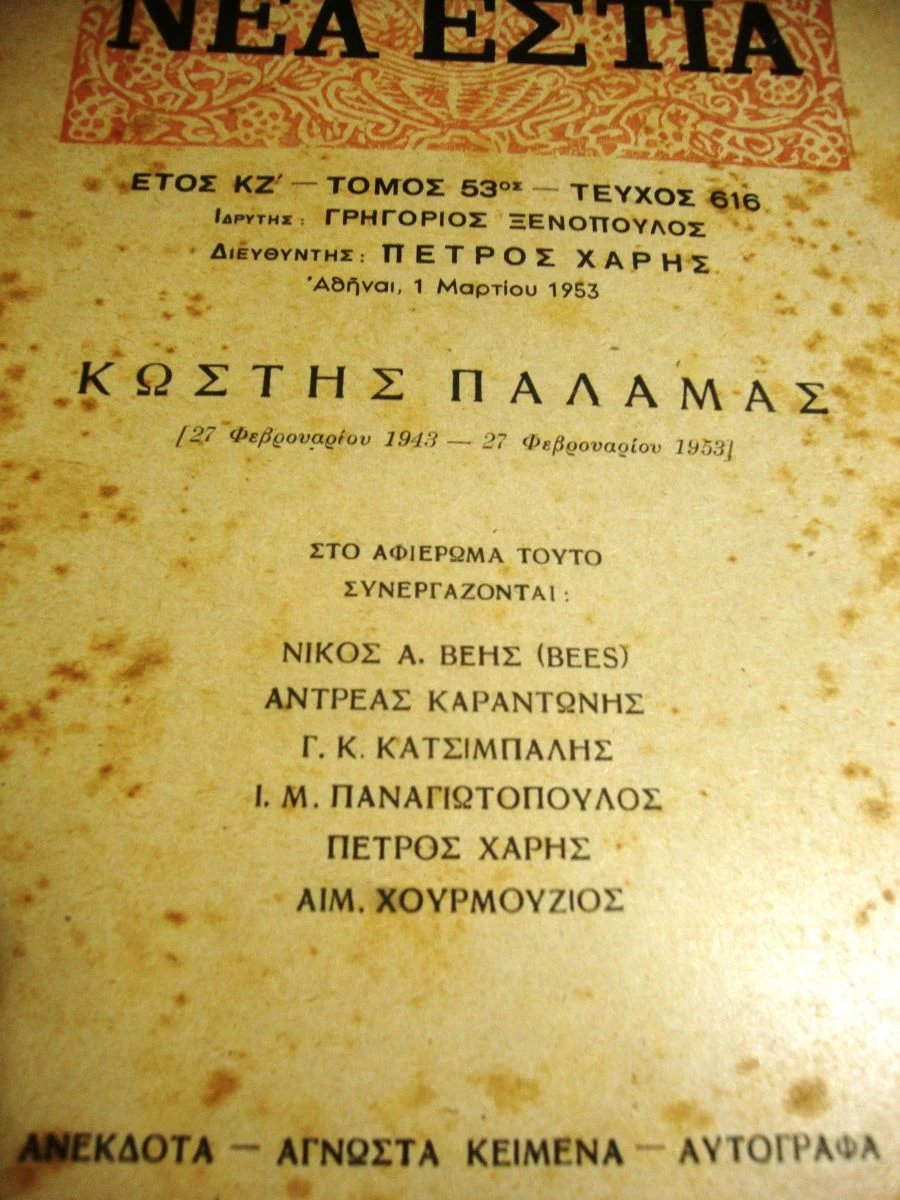 ΝΕΑ ΕΣΤΙΑ
ΕΤΟΣ ΚΖ′ — ΤΟΜΟΣ 53ος — ΤΕΥΧΟΣ 616
ΙΔΡΥΤΗΣ: ΓΡΗΓΟΡΙΟΣ ΞΕΝΟΠΟΥΛΟΣ
ΔΙΕΥΘΥΝΤΗΣ: ΠΕΤΡΟΣ ΧΑΡΗΣ
Ἀθῆναι, 1 Μαρτίου 1953
ΚΩΣΤΗΣ ΠΑΛΑΜΑΣ
[27 Φεβρουαρίου 1943 — 27 Φεβρουαρίου 1953]
ΣΤΟ ΑΦΙΕΡΩΜΑ ΤΟΥΤΟ
ΣΥΝΕΡΓΑΖΟΝΤΑΙ:
ΝΙΚΟΣ Α. ΒΕΗΣ (BEES)
ΑΝΤΡΕΑΣ ΚΑΡΑΝΤΩΝΗΣ
Γ. Κ. ΚΑΤΣΙΜΠΑΛΗΣ
Ι. Μ. ΠΑΝΑΓΙΩΤΟΠΟΥΛΟΣ
ΠΕΤΡΟΣ ΧΑΡΗΣ
ΑΙΜ. ΧΟΥΡΜΟΥΖΙΟΣ
ΑΝΕΚΔΟΤΑ — ΑΓΝΩΣΤΑ ΚΕΙΜΕΝΑ — ΑΥΤΟΓΡΑΦΑ